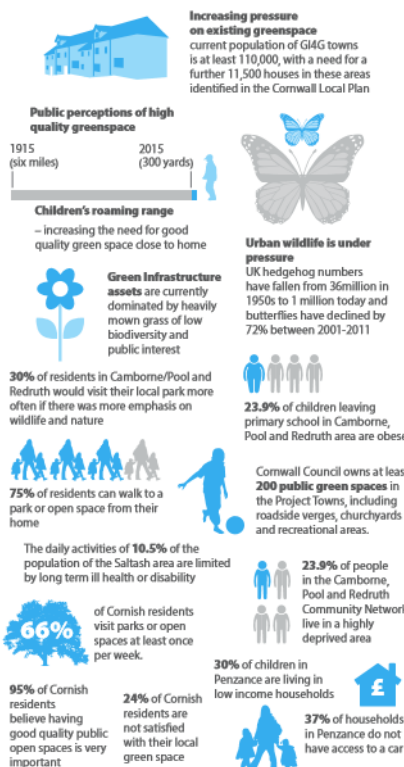 Increasing pressure
on existing greenspace
current population of GI4G towns
is at least 110,000, with a need for a
further 11,500 houses in these areas
identified in the Cornwall Local Plan
Public perceptions of high
quality greenspace
1915
(six miles)
2015
(300 yards)
Children's roaming range
– increasing the need for good
quality green space close to home
Urban wildlife is under
pressure
UK hedgehog numbers
have fallen from 36million in
1950s to 1 million today and
butterflies have declined by
72% between 2001-2011
Green Infrastructure
assets are currently
dominated by heavily
mown grass of low
biodiversity and
public interest
30% of residents in Camborne/Pool and
Redruth would visit their local park more
often if there was more emphasis on
wildlife and nature
23.9% of children leaving
primary school in Camborne,
Pool and Redruth area are obese
75% of residents can walk to a
park or open space from their
home
Cornwall Council owns at least
200 public green spaces in
the Project Towns, including
roadside verges, churchyards
and recreational areas.
The daily activities of 10.5% of the
population of the Saltash area are limited
by long term ill health or disability
23.9% of people
in the Camborne,
Pool and Redruth
Community Network
live in a highly
deprived area
66%
of Cornish residents
visit parks or open
spaces at least once
per week.
30% of children in
Penzance are living in
low income households
£
95% of Cornish
residents
believe having
good quality public
open spaces is very
important
24% of Cornish
residents are
not satisfied
with their local
green space
37% of households
in Penzance do not
have access to a car